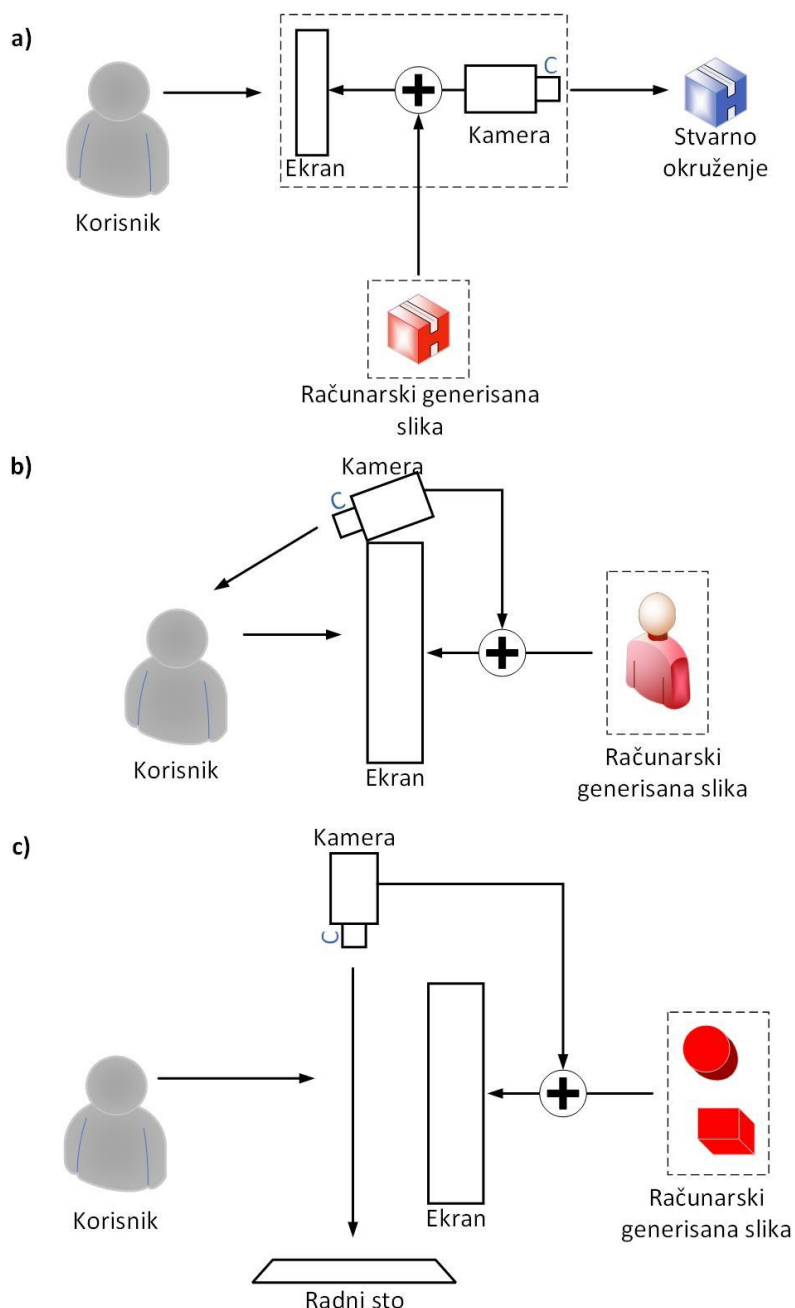 a)
C
Ekran
Kamera
Stvarno
okruženje
Korisnik
Računarski generisana
slika
b)
Kamera
C
Korisnik
Ekran
Računarski
generisana slika
c)
Kamera
C
Korisnik
Ekran
Računarski
generisana slika
Radni sto